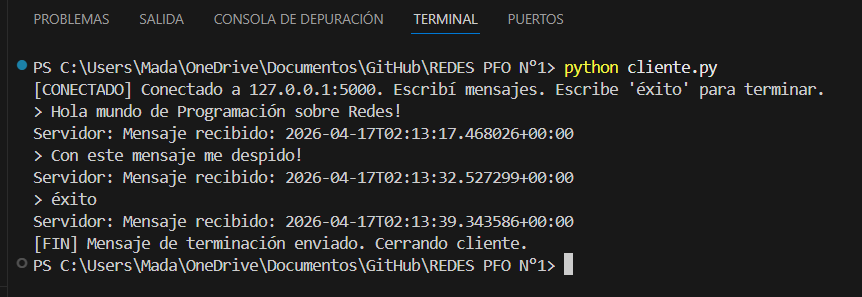 PROBLEMAS SALIDA CONSOLA DE DEPURACIÓN TERMINAL PUERTOS
PS C:\Users\Mada\OneDrive\Documentos\GitHub\REDES PFO Nº1> python cliente.py
[CONECTADO] Conectado a 127.0.0.1:5000. Escribí mensajes. Escribe 'éxito' para terminar.
> Hola mundo de Programación sobre Redes!
Servidor: Mensaje recibido: 2026-04-17T02:13:17.468026+00:00
> Con este mensaje me despido!
Servidor: Mensaje recibido: 2026-04-17T02:13:32.527299+00:00
> éxito
Servidor: Mensaje recibido: 2026-04-17T02:13:39.343586+00:00
[FIN] Mensaje de terminación enviado. Cerrando cliente.
PS C:\Users\Mada\OneDrive\Documentos\GitHub\REDES PFO Nº1>